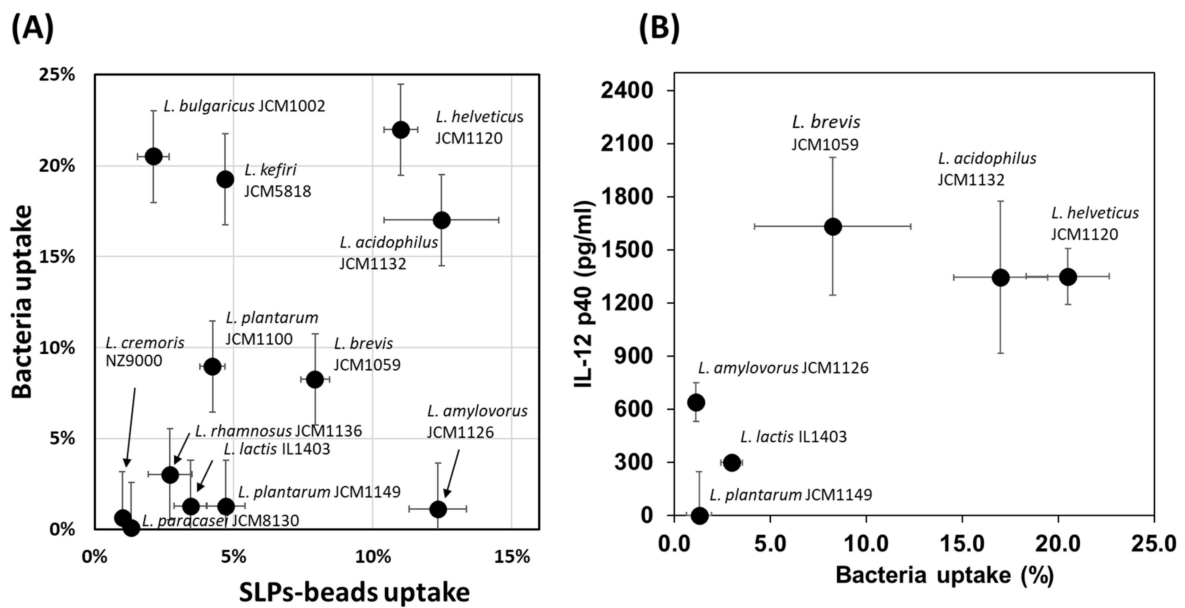 (A)
Bacteria uptake
25%
20%
15%
10%
5%
0%
L. bulgaricus JCM1002
L. helveticus
JCM1120
L. kefiri
JCM5818
L. acidophilus
JCM1132
L. plantarum
JCM1100
L. cremoris
NZ9000
L. brevis
JCM1059
L. amylovorus
JCM1126
L. rhamnosus JCM1136
L. lactis IL1403
L. plantarum JCM1149
L. paracasei JCM8130
0%
5%
10%
15%
SLPs-beads uptake
(B)
IL-12 p40 (pg/ml)
2400
2100
1800
1500
1200
900
600
300
0
L. brevis
JCM1059
L. acidophilus
JCM1132
L. helveticus
JCM1120
L. amylovorus JCM1126
L. lactis IL1403
L. plantarum JCM1149
0.0
5.0
10.0
15.0
20.0
25.0
Bacteria uptake (%)